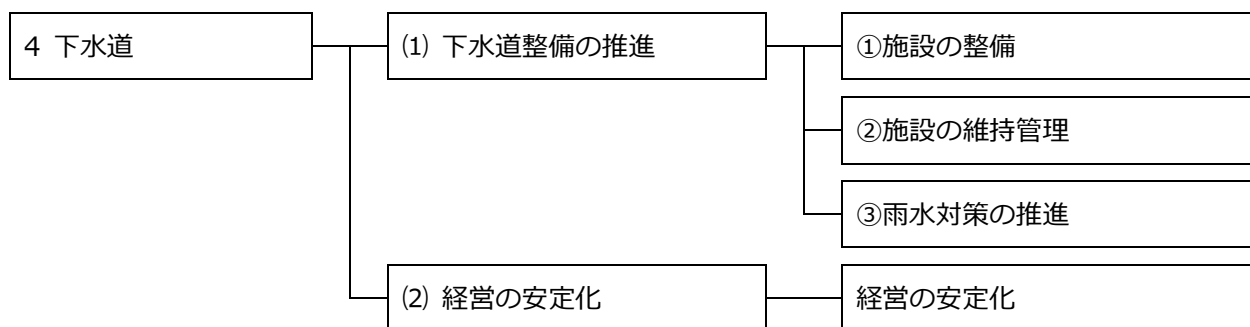 4 下水道
⑴ 下水道整備の推進
①施設の整備
②施設の維持管理
③雨水対策の推進
⑵ 経営の安定化
経営の安定化